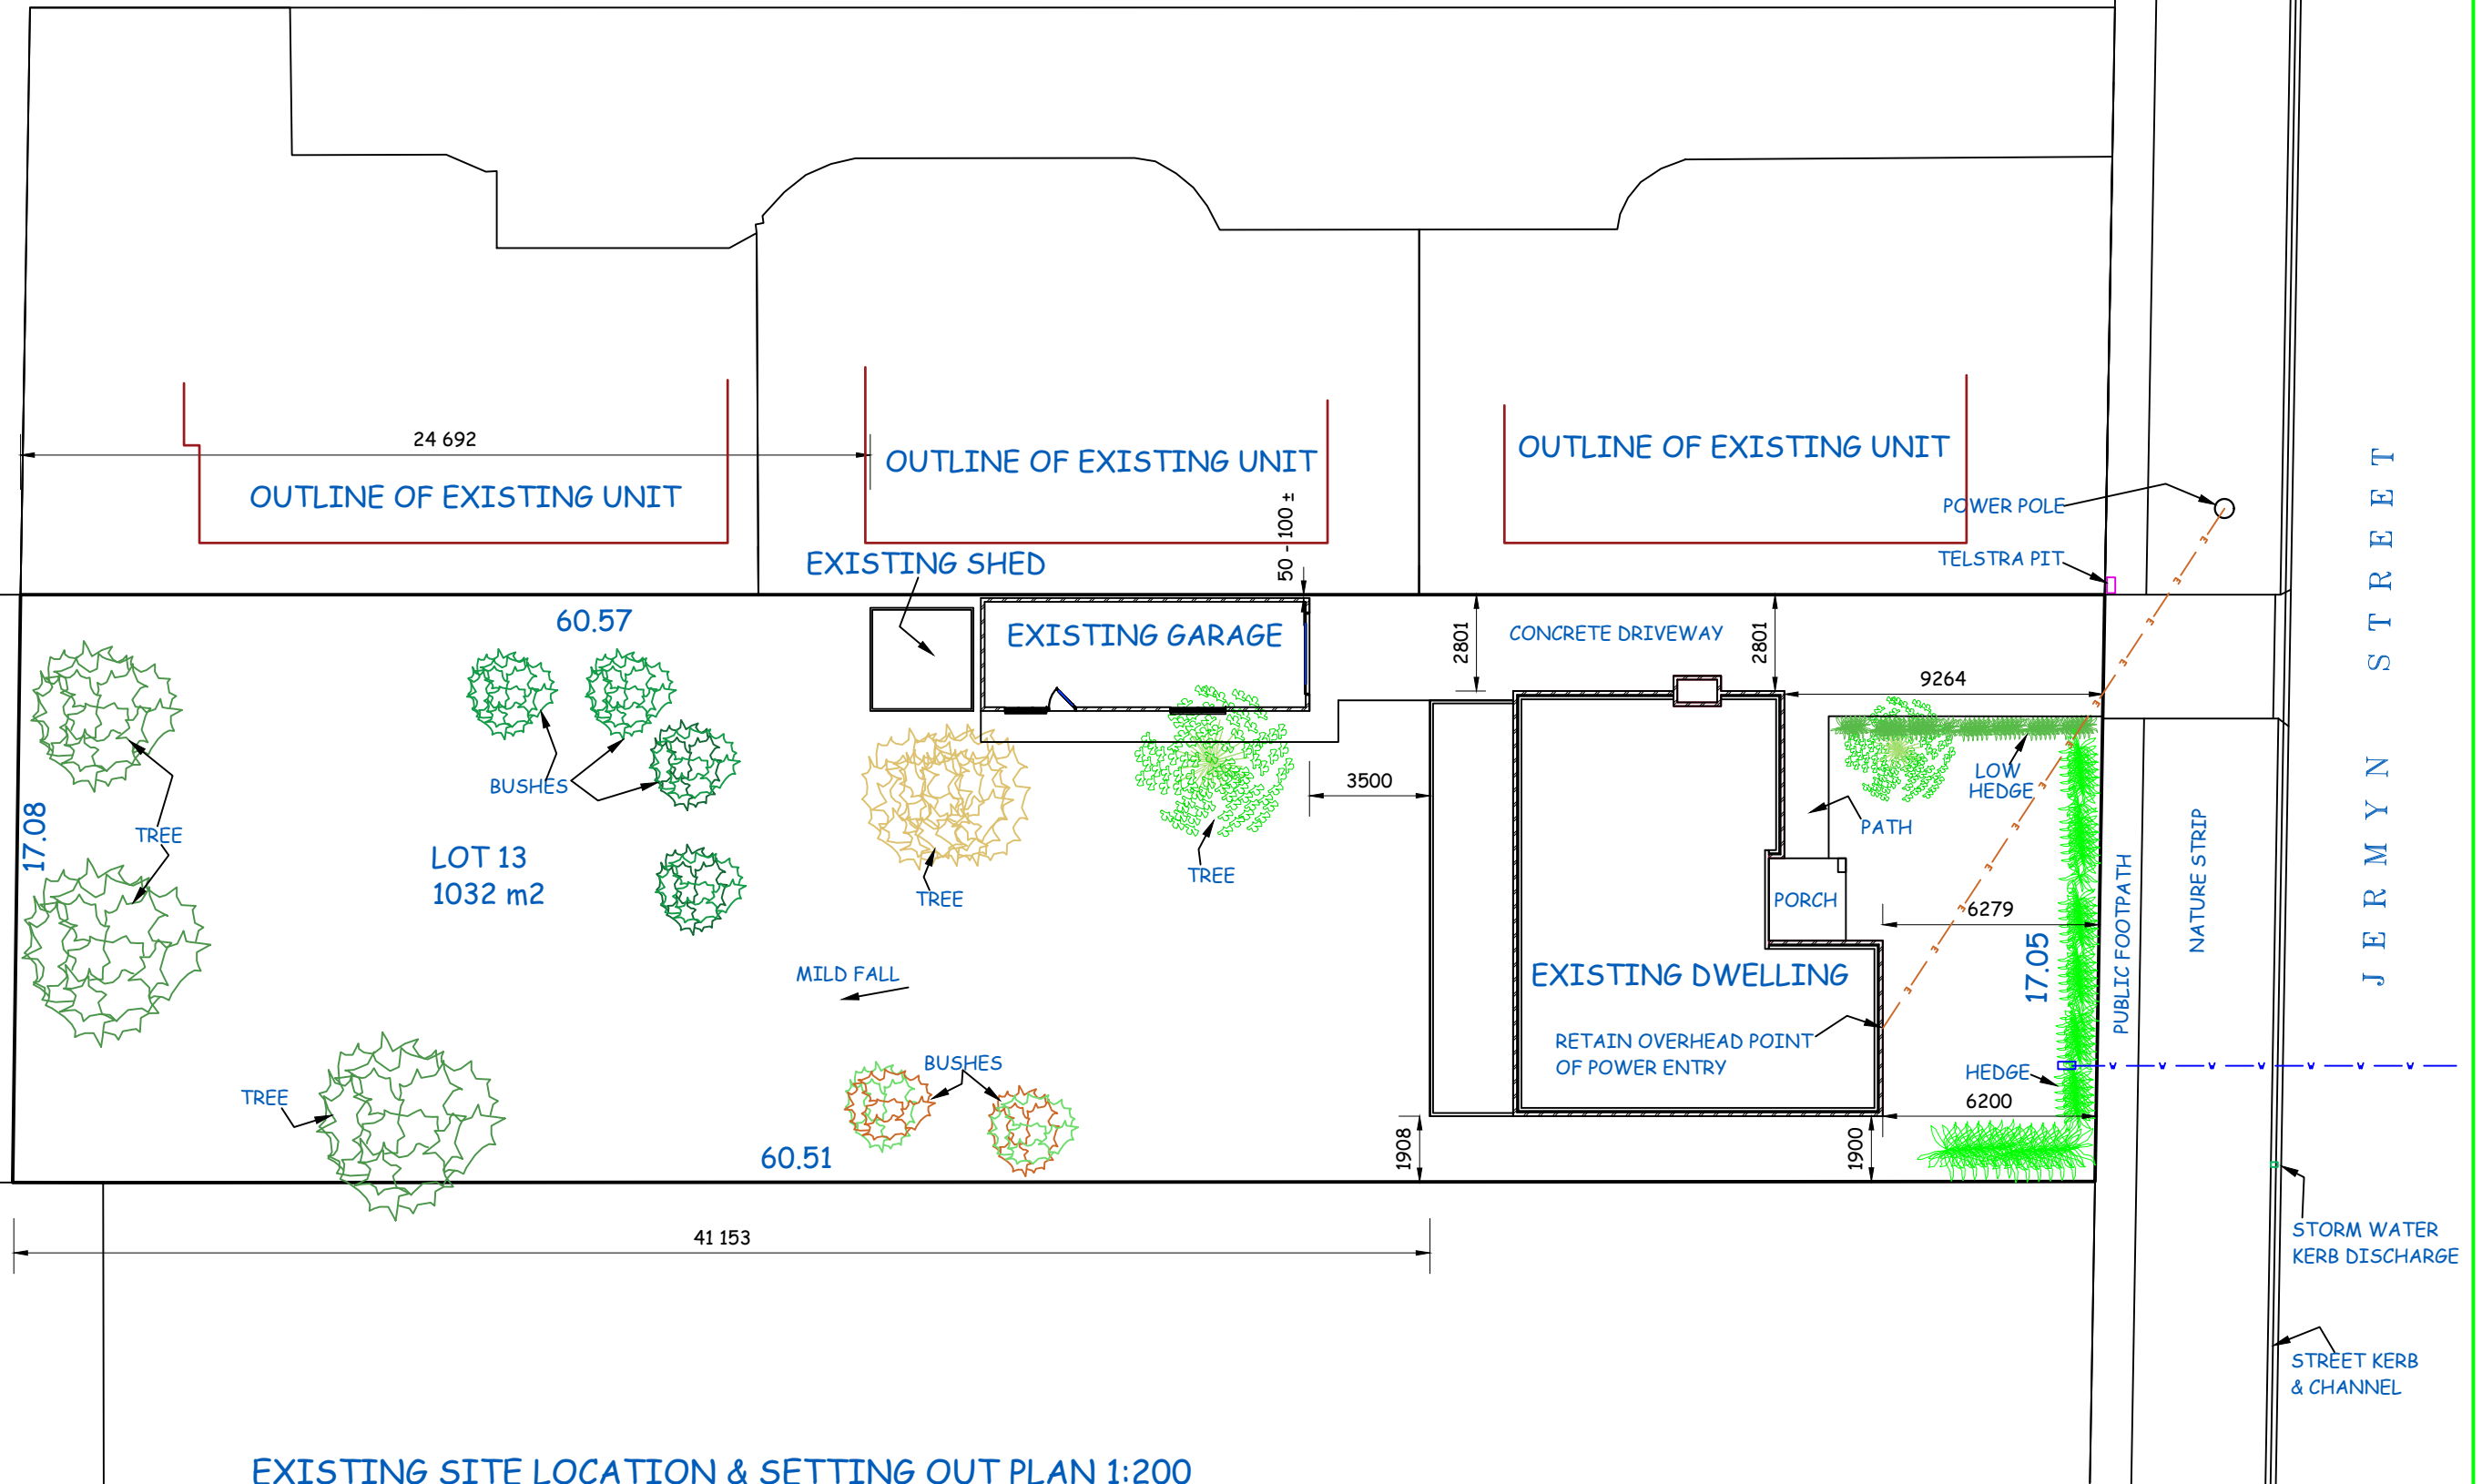 24 692
OUTLINE OF EXISTING UNIT
OUTLINE OF EXISTING UNIT
OUTLINE OF EXISTING UNIT
50 - 100 ±
POWER POLE
TELSTRA PIT
EXISTING SHED
60.57
EXISTING GARAGE
2801
CONCRETE DRIVEWAY
2801
9264
JERMYN STREET
BUSHES
3500
LOW
HEDGE
PATH
17.08
TREE
LOT 13
1032 m2
TREE
TREE
PORCH
6279
PUBLIC FOOTPATH
NATURE STRIP
MILD FALL
EXISTING DWELLING
17.05
RETAIN OVERHEAD POINT
OF POWER ENTRY
BUSHES
HEDGE
6200
TREE
60.51
1908
1900
41 153
STORM WATER
KERB DISCHARGE
STREET KERB
& CHANNEL
EXISTING SITE LOCATION & SETTING OUT PLAN 1:200